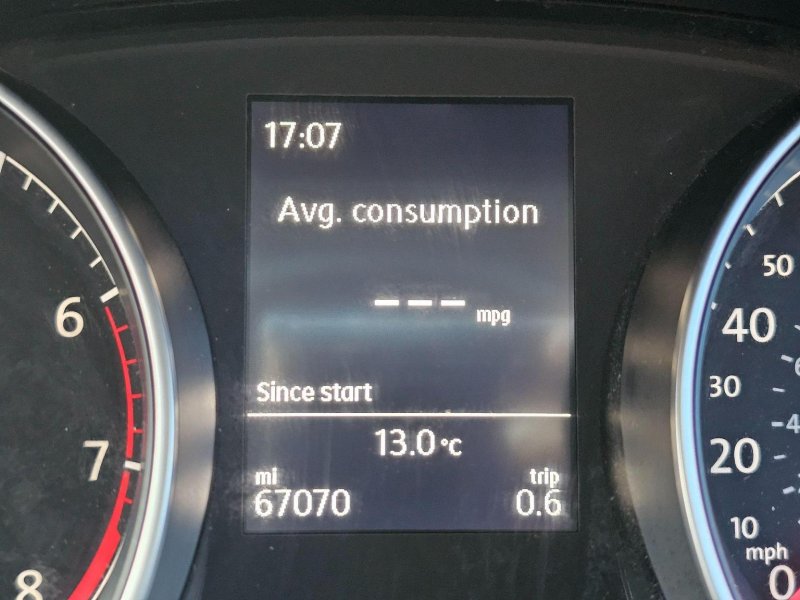 17:07
Avg. consumption
--- mpg
Since start
13.0°C
mi trip
67070 0.6
6
7
8
50
40
30
20
10
mph
0